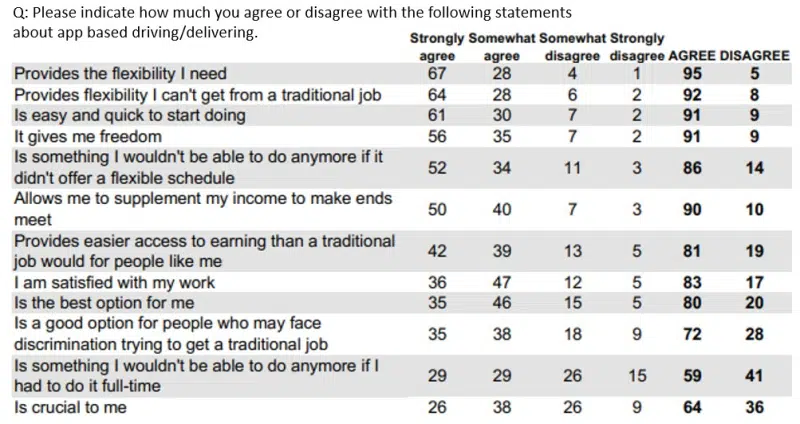 Q: Please indicate how much you agree or disagree with the following statements
about app based driving/delivering.
Strongly Somewhat Somewhat Strongly
agree agree disagree disagree AGREE DISAGREE
Provides the flexibility I need 67 28 4 1 95 5
Provides flexibility I can't get from a traditional job 64 28 6 2 92 8
Is easy and quick to start doing 61 30 7 2 91 9
It gives me freedom 56 35 7 2 91 9
Is something I wouldn't be able to do anymore if it
didn't offer a flexible schedule 52 34 11 3 86 14
Allows me to supplement my income to make ends
meet 50 40 7 3 90 10
Provides easier access to earning than a traditional
job would for people like me 42 39 13 5 81 19
I am satisfied with my work 36 47 12 5 83 17
Is the best option for me 35 46 15 5 80 20
Is a good option for people who may face
discrimination trying to get a traditional job 35 38 18 9 72 28
Is something I wouldn't be able to do anymore if I
had to do it full-time 29 29 26 15 59 41
Is crucial to me 26 38 26 9 64 36